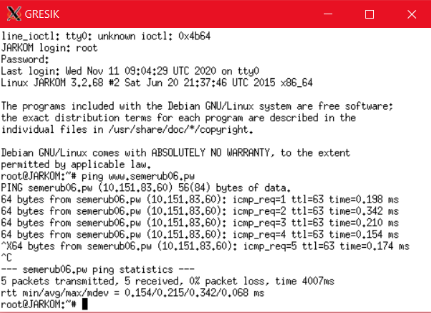 GRESIK
line_ioctl: tty0: unknown ioctl: 0x4b64
JARKOM login: root
Password:
Last login: Wed Nov 11 09:04:29 UTC 2020 on tty0
Linux JARKOM 3.2.68 #2 Sat Jun 20 21:37:46 UTC 2015 x86_64
The programs included with the Debian GNU/Linux system are free software;
the exact distribution terms for each program are described in the
individual files in /usr/share/doc/*/copyright.
Debian GNU/Linux comes with ABSOLUTELY NO WARRANTY, to the extent
permitted by applicable law.
root@JARKOM:~# ping www.semerub06.pw
PING semerub06.pw (10.151.83.60) 56(84) bytes of data.
64 bytes from semerub06.pw (10.151.83.60): icmp_req=1 ttl=63 time=0.198 ms
64 bytes from semerub06.pw (10.151.83.60): icmp_req=2 ttl=63 time=0.342 ms
64 bytes from semerub06.pw (10.151.83.60): icmp_req=3 ttl=63 time=0.210 ms
64 bytes from semerub06.pw (10.151.83.60): icmp_req=4 ttl=63 time=0.154 ms
^X64 bytes from semerub06.pw (10.151.83.60): icmp_req=5 ttl=63 time=0.174 ms
^C
--- semerub06.pw ping statistics ---
5 packets transmitted, 5 received, 0% packet loss, time 4007ms
rtt min/avg/max/mdev = 0.154/0.215/0.342/0.068 ms
root@JARKOM:~#